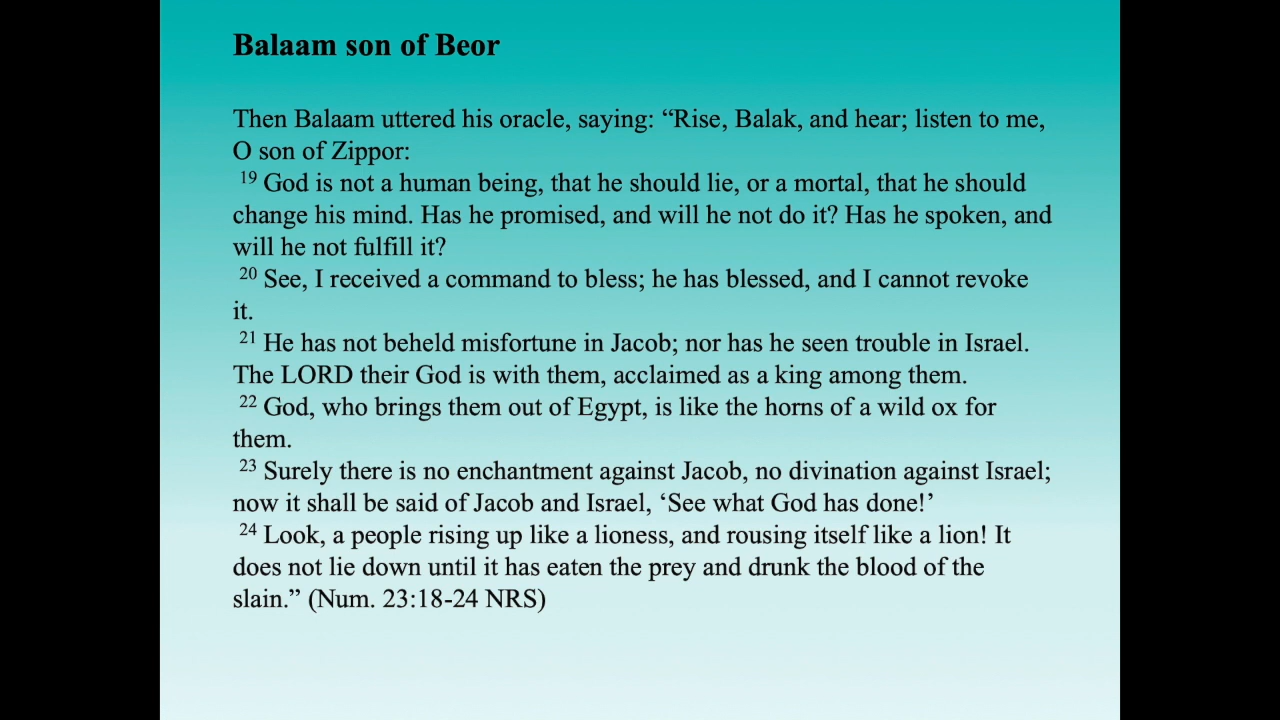 Balaam son of Beor
Then Balaam uttered his oracle, saying: “Rise, Balak, and hear; listen to me,
O son of Zippor:
19 God is not a human being, that he should lie, or a mortal, that he should
change his mind. Has he promised, and will he not do it? Has he spoken, and
will he not fulfill it?
20 See, I received a command to bless; he has blessed, and I cannot revoke
it.
21 He has not beheld misfortune in Jacob; nor has he seen trouble in Israel.
The LORD their God is with them, acclaimed as a king among them.
22 God, who brings them out of Egypt, is like the horns of a wild ox for
them.
23 Surely there is no enchantment against Jacob, no divination against Israel;
now it shall be said of Jacob and Israel, ‘See what God has done!’
24 Look, a people rising up like a lioness, and rousing itself like a lion! It
does not lie down until it has eaten the prey and drunk the blood of the
slain.” (Num. 23:18-24 NRS)